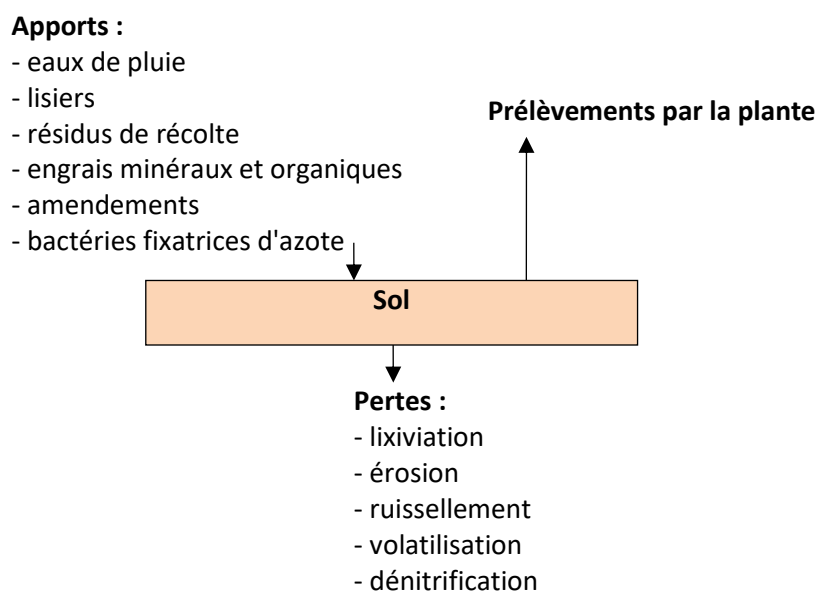 Apports :
- eaux de pluie
- lisiers
- résidus de récolte
- engrais minéraux et organiques
- amendements
- bactéries fixatrices d'azote
Prélèvements par la plante
Sol
Pertes :
- lixiviation
- érosion
- ruissellement
- volatilisation
- dénitrification